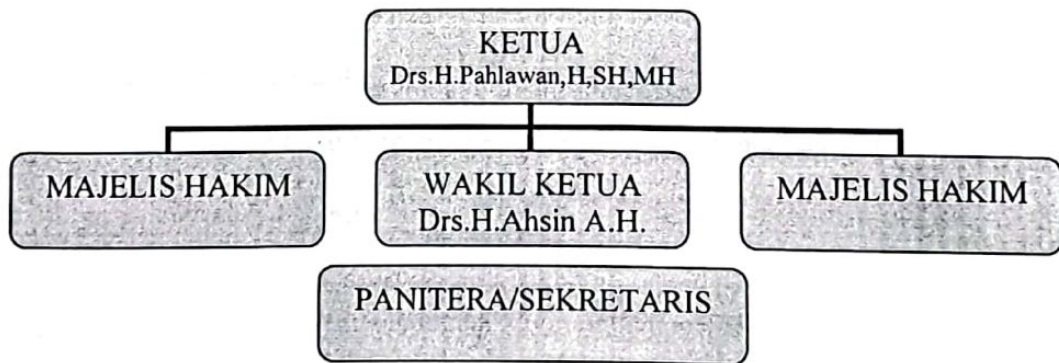 KETUA
Drs.H.Pahlawan,H,SH,MH
MAJELIS HAKIM
WAKIL KETUA
Drs.H.Ahsin A.H.
MAJELIS HAKIM
PANITERA/SEKRETARIS